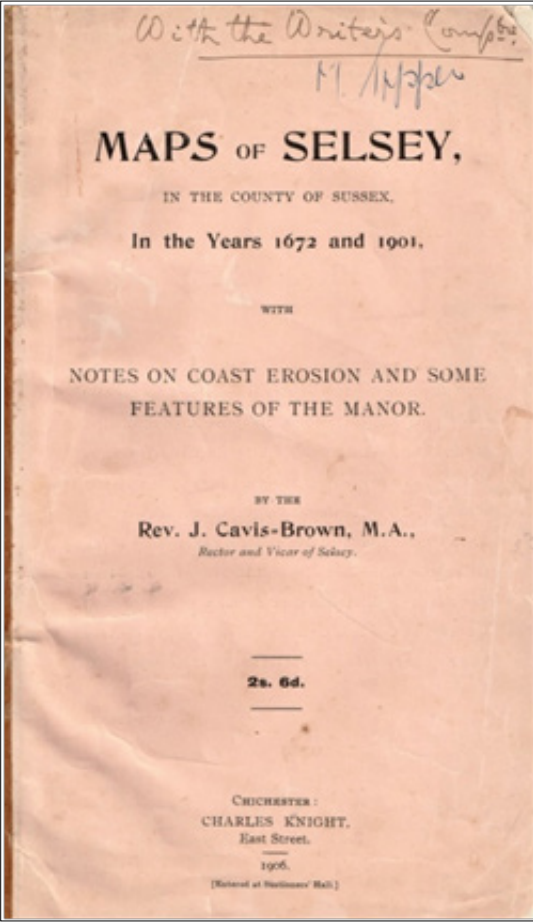 With the Writer's Compts.
MAPS OF SELSEY,
IN THE COUNTY OF SUSSEX,
In the Years 1672 and 1901,
WITH
NOTES ON COAST EROSION AND SOME
FEATURES OF THE MANOR.
BY THE
Rev. J. Cavis-Brown, M.A.,
Rector and Vicar of Selsey.
2s. 6d.
CHICHESTER:
CHARLES KNIGHT,
East Street.
1906.
[Entered at Stationers' Hall.]